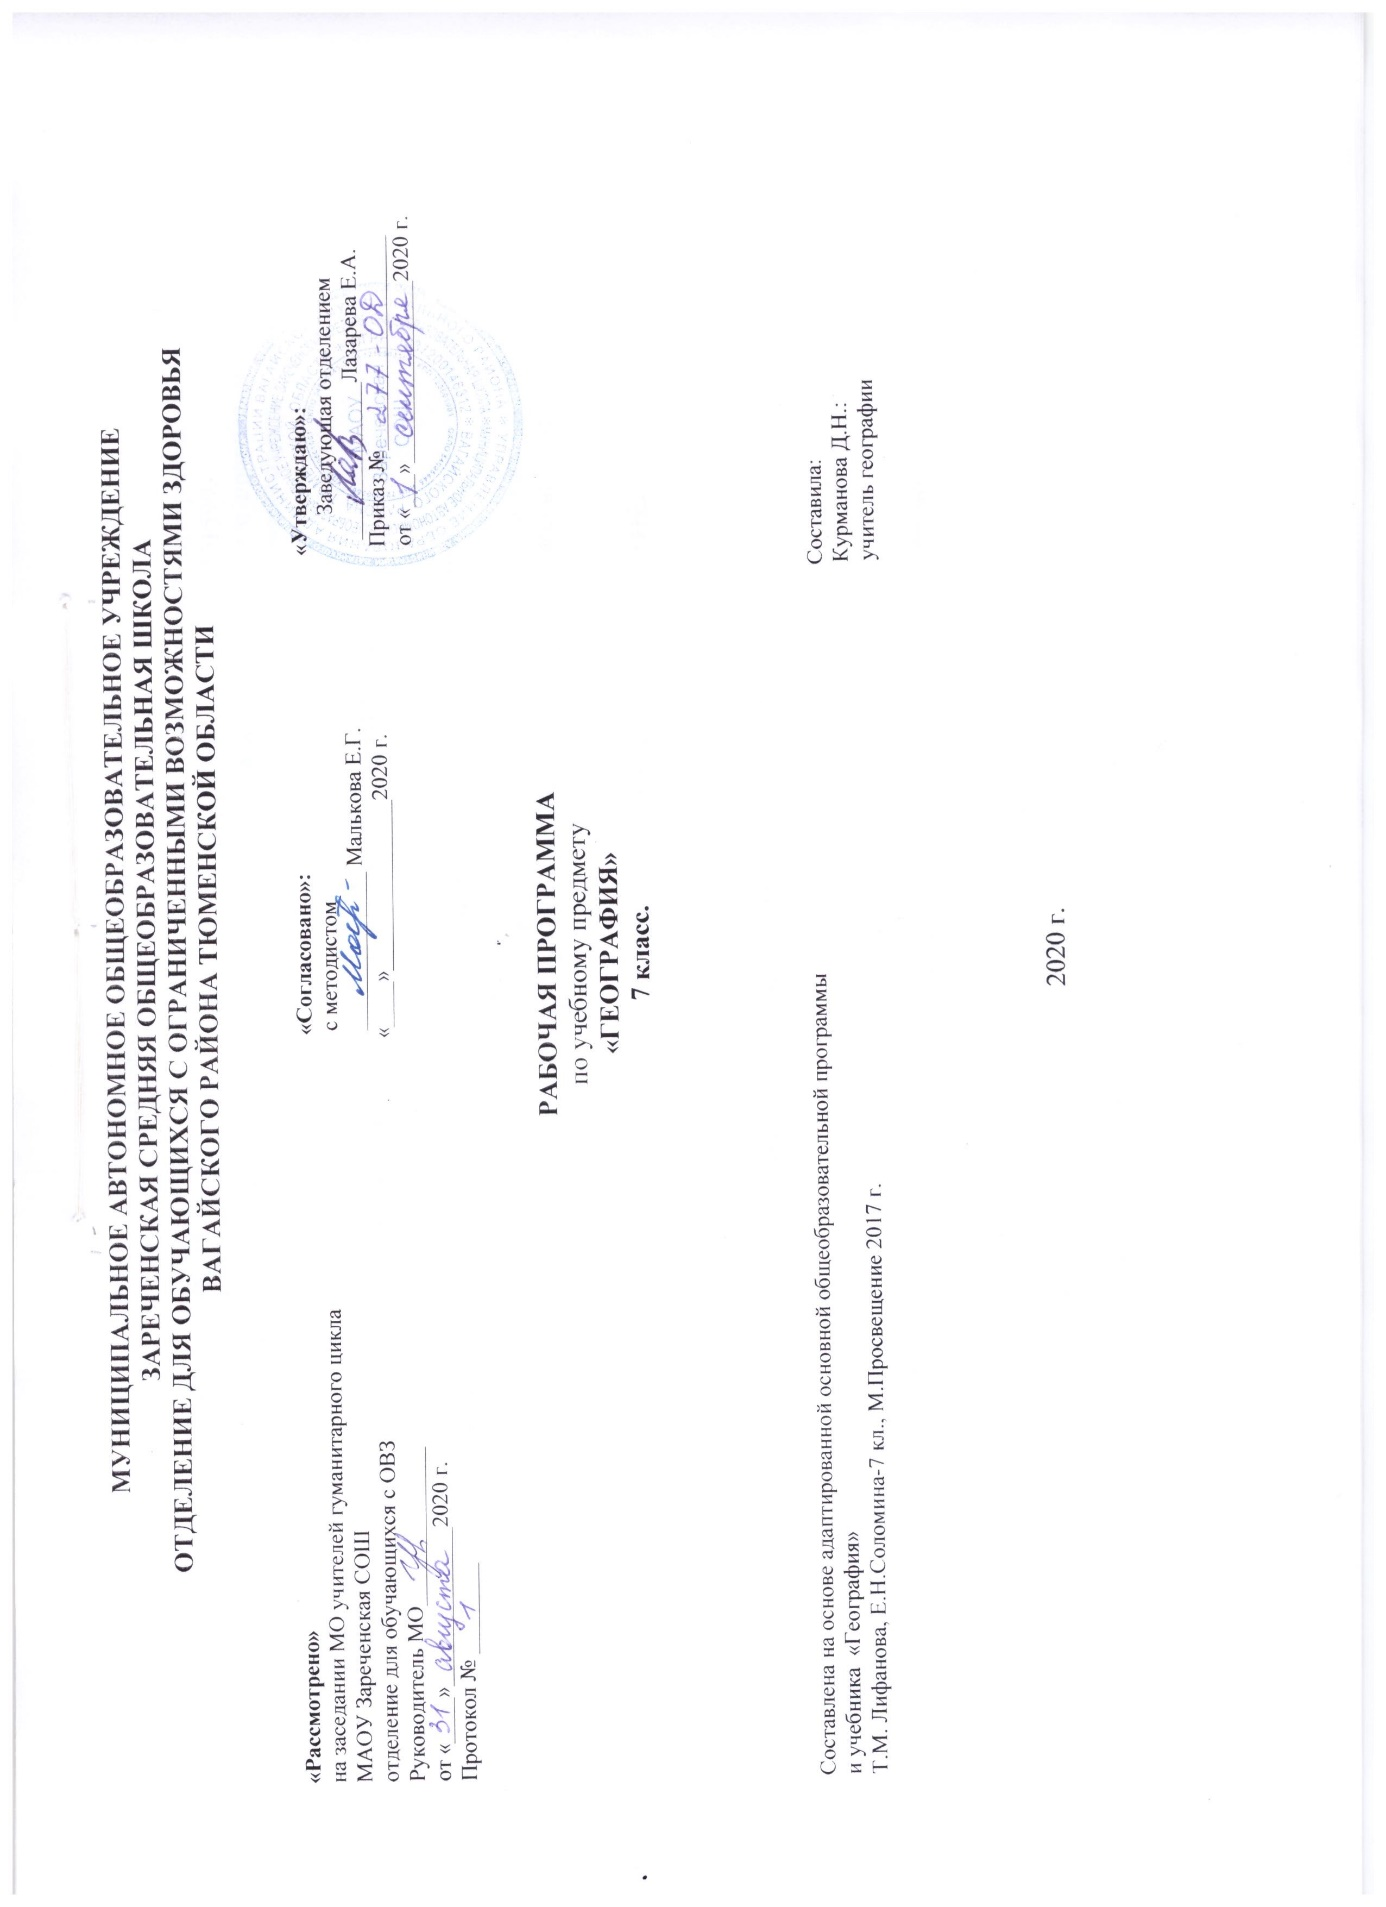 МУНИЦИПАЛЬНОЕ АВТОНОМНОЕ ОБЩЕОБРАЗОВАТЕЛЬНОЕ УЧРЕЖДЕНИЕ
ЗАРЕЧЕНСКАЯ СРЕДНЯЯ ОБЩЕОБРАЗОВАТЕЛЬНАЯ ШКОЛА
ОТДЕЛЕНИЕ ДЛЯ ОБУЧАЮЩИХСЯ С ОГРАНИЧЕННЫМИ ВОЗМОЖНОСТЯМИ ЗДОРОВЬЯ
ВАГАЙСКОГО РАЙОНА ТЮМЕНСКОЙ ОБЛАСТИ
«Рассмотрено»
на заседании МО учителей гуманитарного цикла
МАОУ Зареченская СОШ
отделение для обучающихся с ОВЗ
Руководитель МО
от « 31 » августа 2020 г.
Протокол № 1
«Согласовано»:
с методистом
Малькова Е.Г.
« » 2020 г.
«Утверждаю»:
Заведующая отделением
Лазарева Е.А.
Приказ № 277-ОД
от « 1 » сентября 2020 г.
РАБОЧАЯ ПРОГРАММА
по учебному предмету
«ГЕОГРАФИЯ»
7 класс.
Составлена на основе адаптированной основной общеобразовательной программы
и учебника «География»
Т.М. Лифанова, Е.Н.Соломина-7 кл., М.Просвещение 2017 г.
Составила:
Курманова Д.Н.:
учитель географии
2020 г.